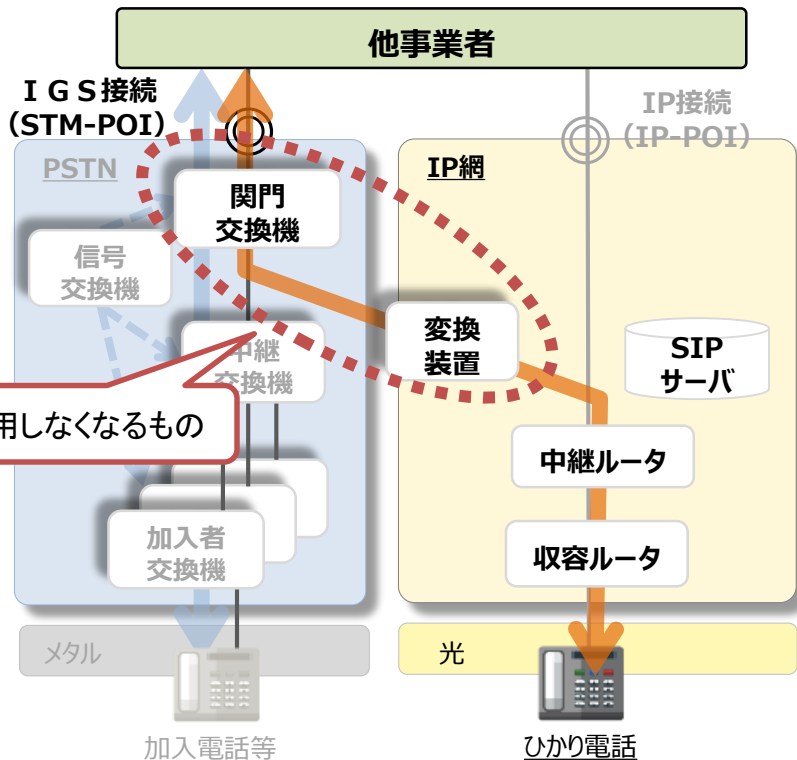 他事業者
ＩＧＳ接続
（STM-POI）
IP接続
（IP-POI）
PSTN
IP網
関門
交換機
信号
交換機
変換
装置
SIP
サーバ
中継
交換機
用しなくなるもの
中継ルータ
加入者
交換機
収容ルータ
メタル
光
加入電話等
ひかり電話